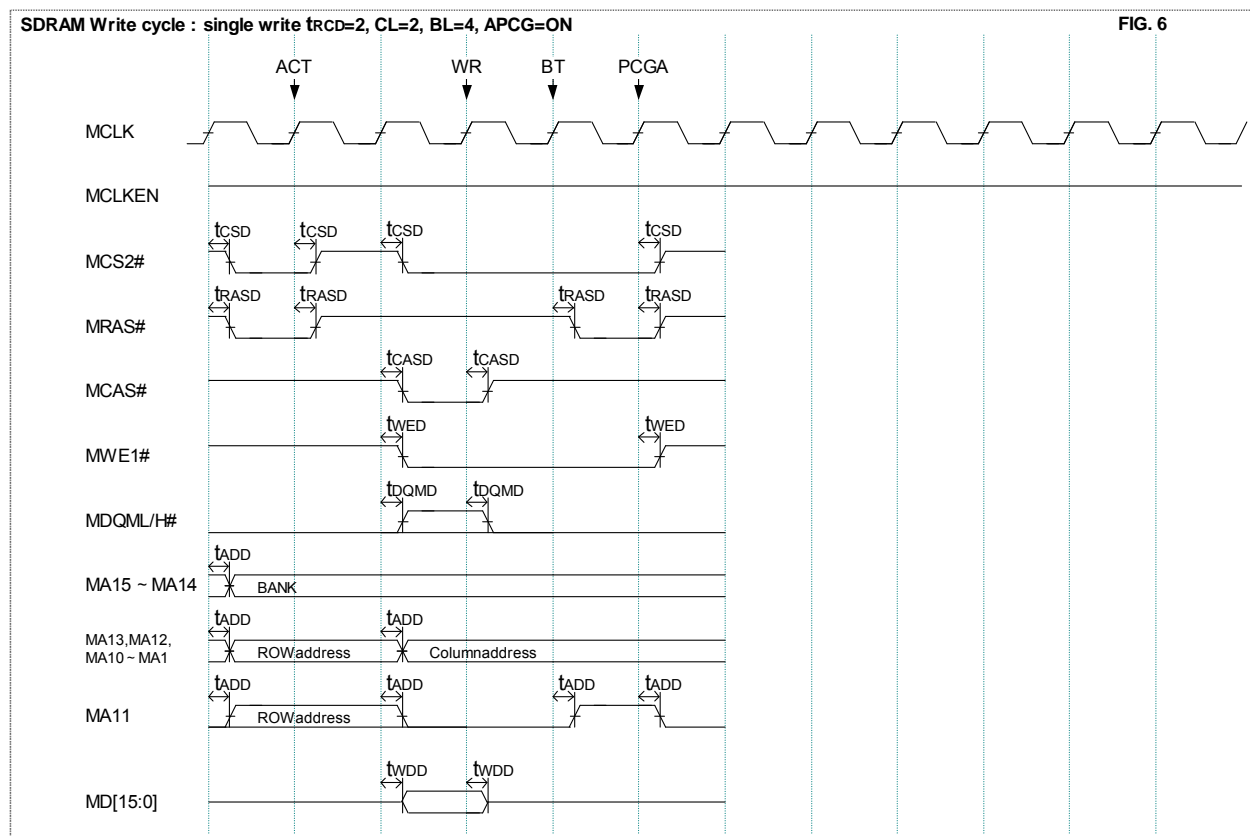 SDRAM Write cycle : single write tRCD=2, CL=2, BL=4, APCG=ON FIG. 6
ACT WR BT PCGA
MCLK
MCLKEN
tCSD tCSD tCSD tCSD
MCS2#
tRASD tRASD tRASD tRASD
MRAS#
tCASD tCASD
MCAS#
tWED tWED
MWE1#
tDQMD tDQMD
MDQML/H#
tADD
MA15 ~ MA14 BANK
tADD tADD
MA13,MA12,
MA10 ~ MA1 ROWaddress Columnaddress
tADD tADD tADD tADD
MA11 ROWaddress
tWDD tWDD
MD[15:0]